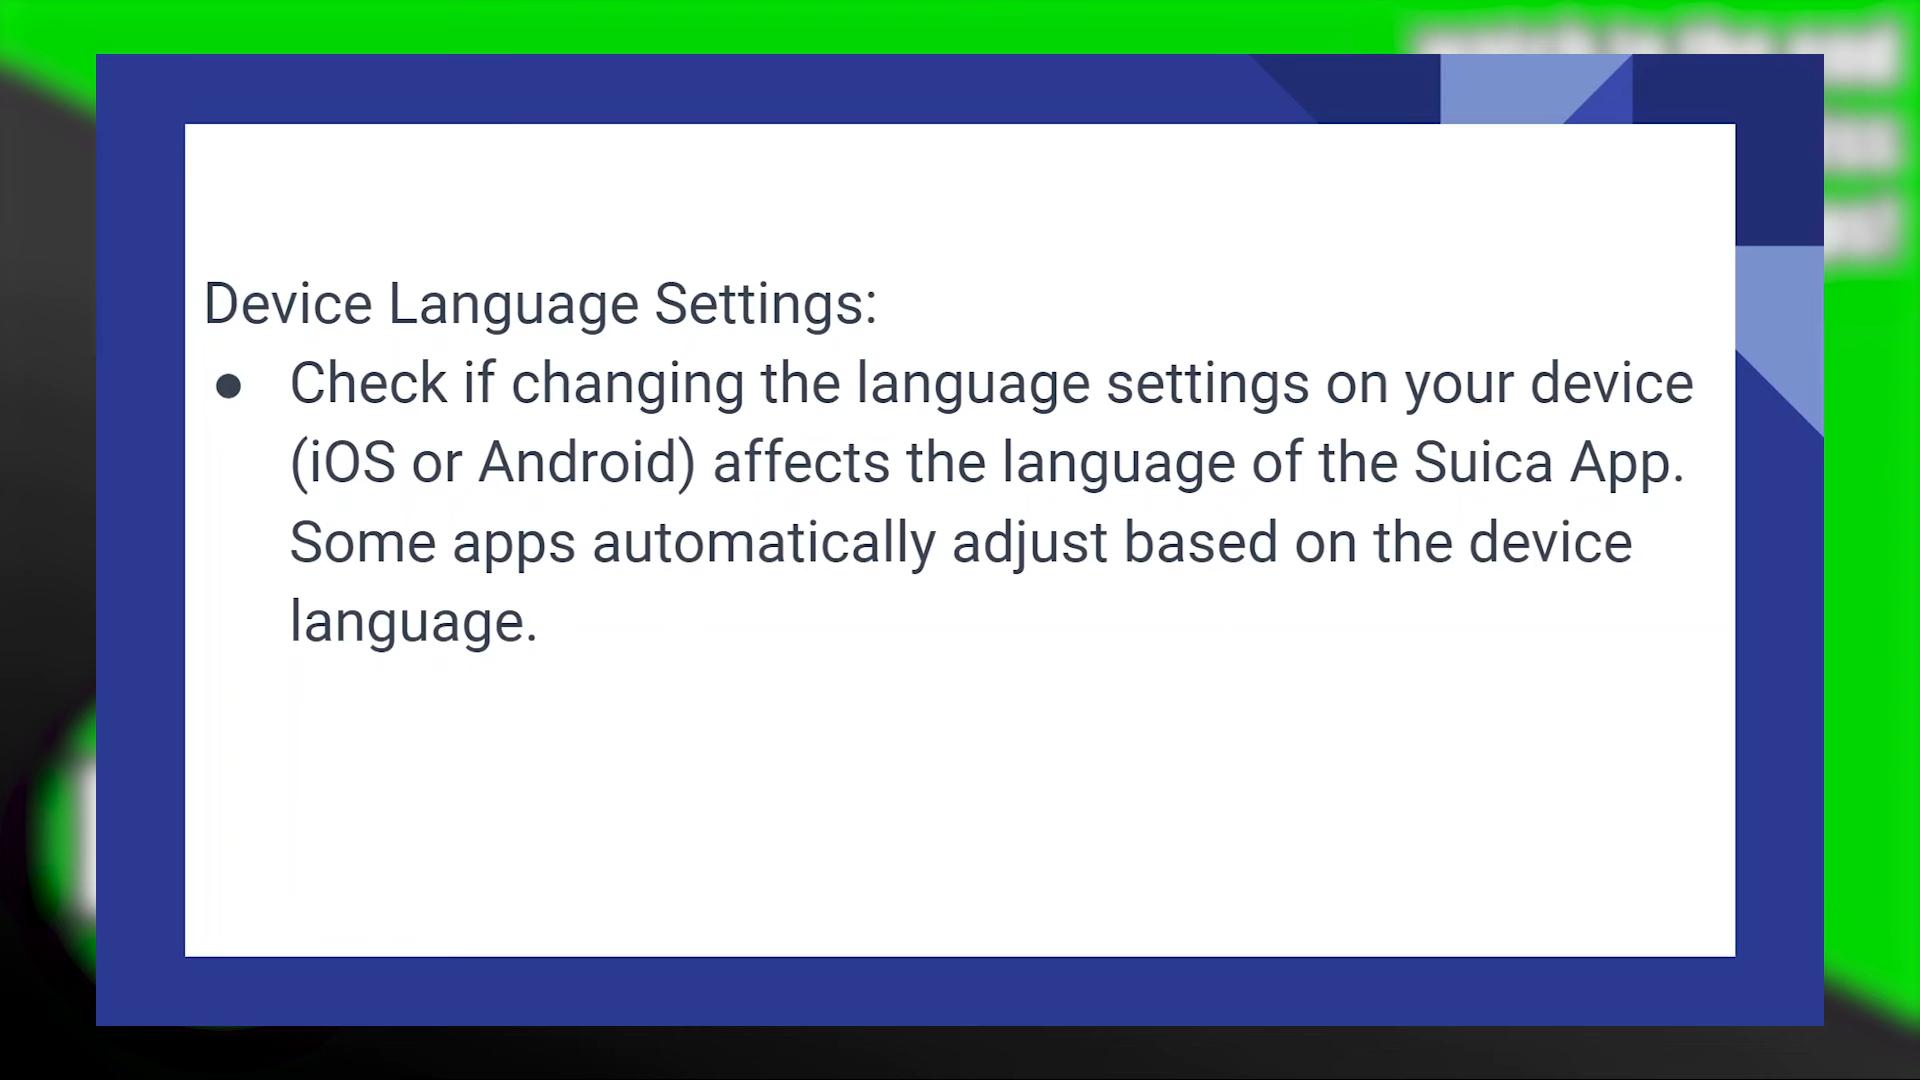 Device Language Settings:
● Check if changing the language settings on your device
(iOS or Android) affects the language of the Suica App.
Some apps automatically adjust based on the device
language.